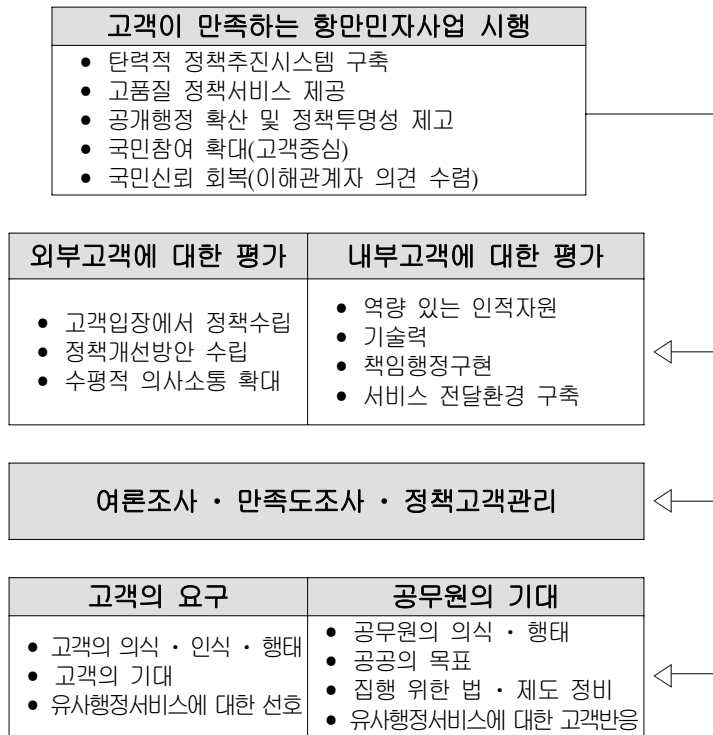 고객이 만족하는 항만민자사업 시행
• 탄력적 정책추진시스템 구축
• 고품질 정책서비스 제공
• 공개행정 확산 및 정책투명성 제고
• 국민참여 확대(고객중심)
• 국민신뢰 회복(이해관계자 의견 수렴)
외부고객에 대한 평가
• 고객입장에서 정책수립
• 정책개선방안 수립
• 수평적 의사소통 확대
내부고객에 대한 평가
• 역량 있는 인적자원
• 기술력
• 책임행정구현
• 서비스 전달환경 구축
여론조사 · 만족도조사 · 정책고객관리
고객의 요구
• 고객의 의식 · 인식 · 행태
• 고객의 기대
• 유사행정서비스에 대한 선호
공무원의 기대
• 공무원의 의식 · 행태
• 공공의 목표
• 집행 위한 법 · 제도 정비
• 유사행정서비스에 대한 고객반응